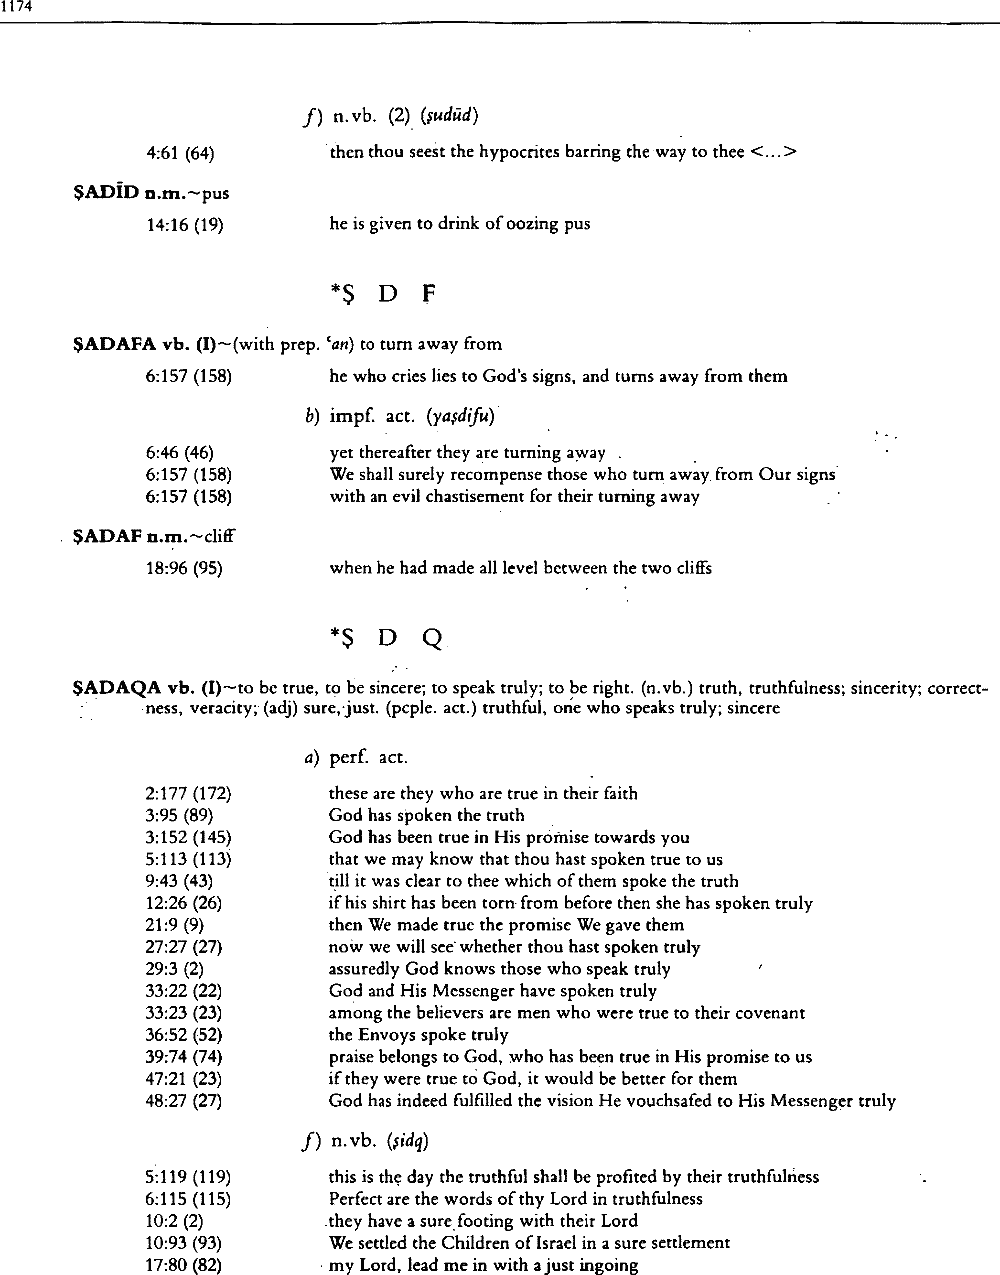 1174
f) n.vb. (2) (ṣudūd)
4:61 (64) then thou seest the hypocrites barring the way to thee <...>
ṢADĪD n.m.~pus
14:16 (19) he is given to drink of oozing pus
*Ṣ D F
ṢADAFA vb. (I)~(with prep. ʿan) to turn away from
6:157 (158) he who cries lies to God's signs, and turns away from them
b) impf. act. (yaṣdifu)
6:46 (46) yet thereafter they are turning away
6:157 (158) We shall surely recompense those who turn away from Our signs
6:157 (158) with an evil chastisement for their turning away
ṢADAF n.m.~cliff
18:96 (95) when he had made all level between the two cliffs
*Ṣ D Q
ṢADAQA vb. (I)~to be true, to be sincere; to speak truly; to be right. (n.vb.) truth, truthfulness; sincerity; correct-
ness, veracity; (adj) sure, just. (pcple. act.) truthful, one who speaks truly; sincere
a) perf. act.
2:177 (172) these are they who are true in their faith
3:95 (89) God has spoken the truth
3:152 (145) God has been true in His promise towards you
5:113 (113) that we may know that thou hast spoken true to us
9:43 (43) till it was clear to thee which of them spoke the truth
12:26 (26) if his shirt has been torn from before then she has spoken truly
21:9 (9) then We made true the promise We gave them
27:27 (27) now we will see whether thou hast spoken truly
29:3 (2) assuredly God knows those who speak truly
33:22 (22) God and His Messenger have spoken truly
33:23 (23) among the believers are men who were true to their covenant
36:52 (52) the Envoys spoke truly
39:74 (74) praise belongs to God, who has been true in His promise to us
47:21 (23) if they were true to God, it would be better for them
48:27 (27) God has indeed fulfilled the vision He vouchsafed to His Messenger truly
f) n.vb. (ṣidq)
5:119 (119) this is the day the truthful shall be profited by their truthfulness
6:115 (115) Perfect are the words of thy Lord in truthfulness
10:2 (2) they have a sure footing with their Lord
10:93 (93) We settled the Children of Israel in a sure settlement
17:80 (82) my Lord, lead me in with a just ingoing